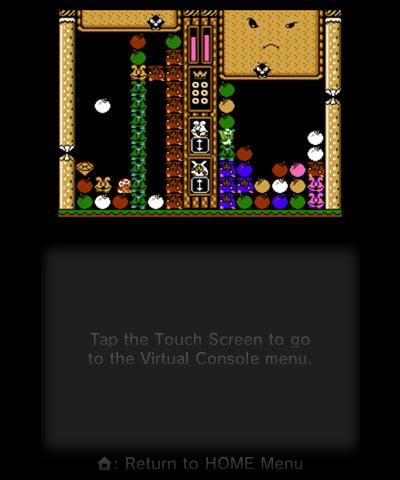 Tap the Touch Screen to go
to the Virtual Console menu.
: Return to HOME Menu